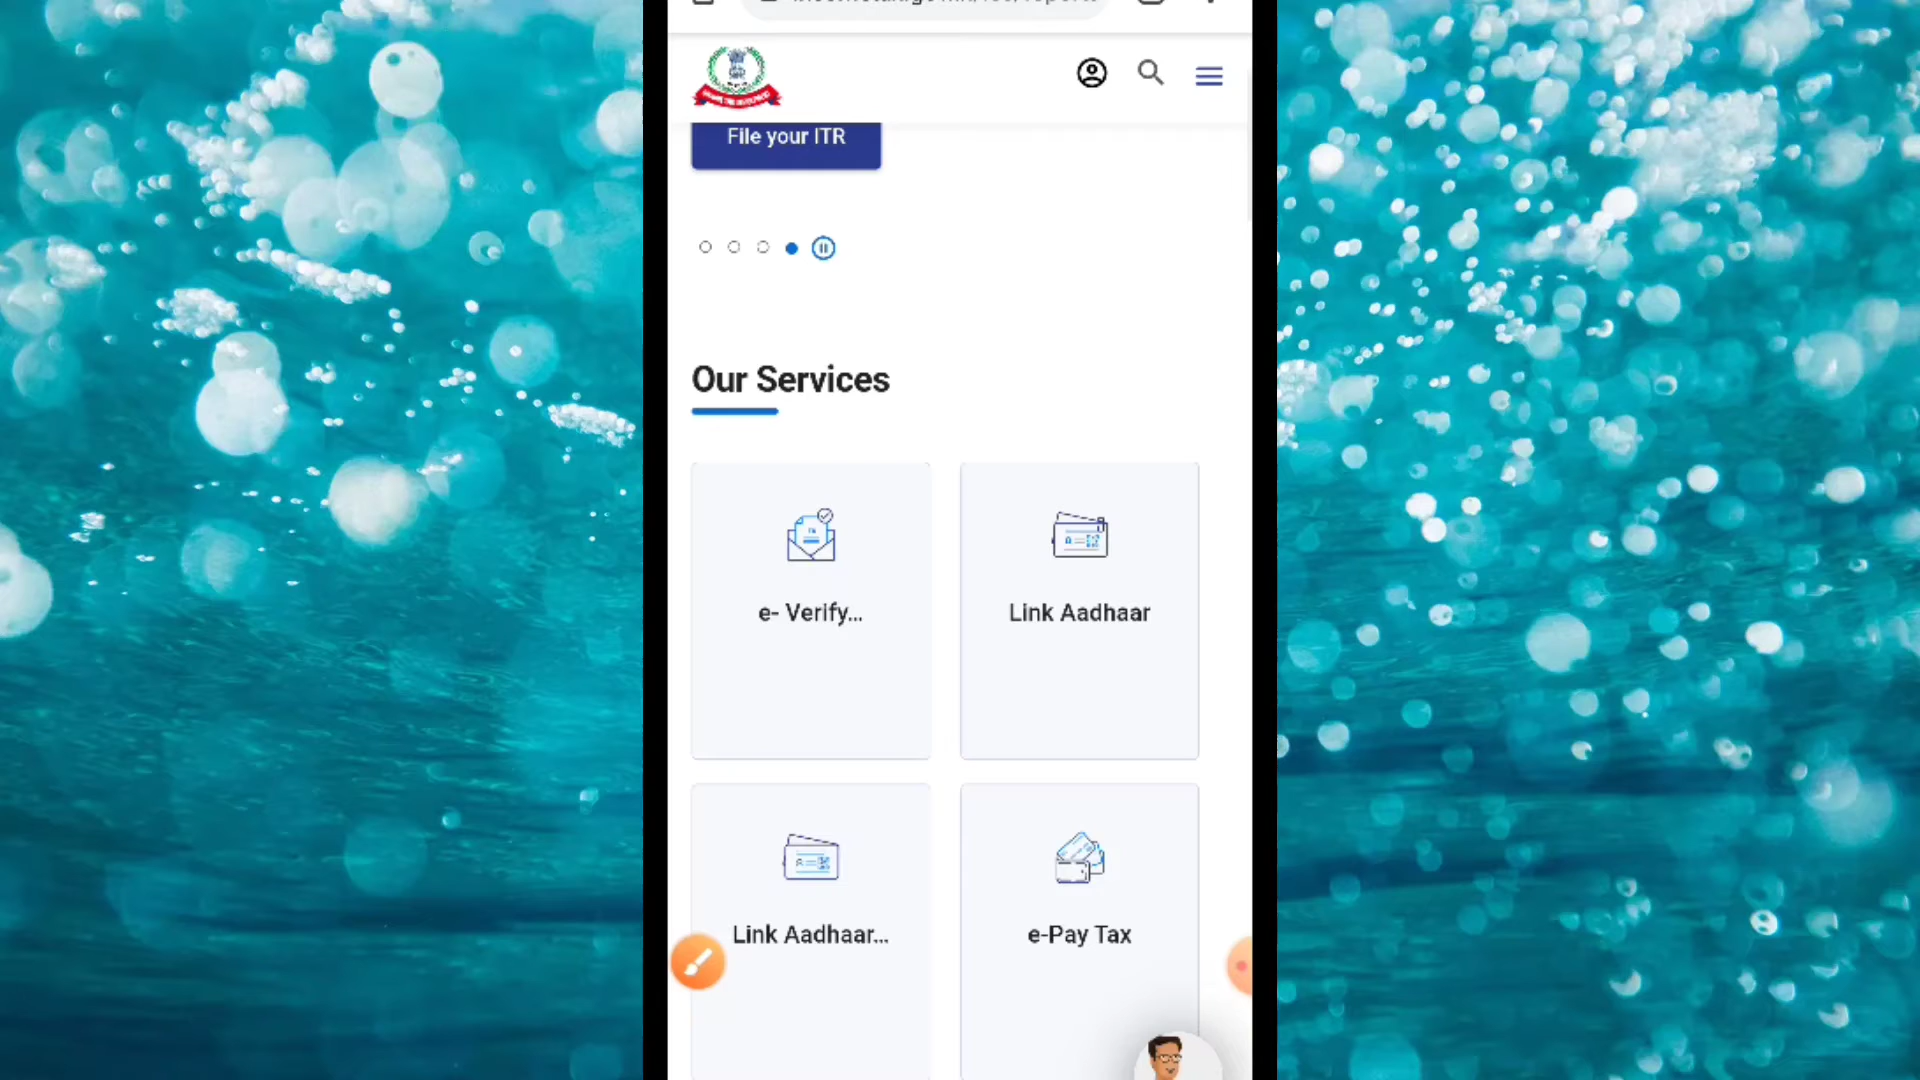 File your ITR
Our Services
e- Verify...
Link Aadhaar
Link Aadhaar...
e-Pay Tax